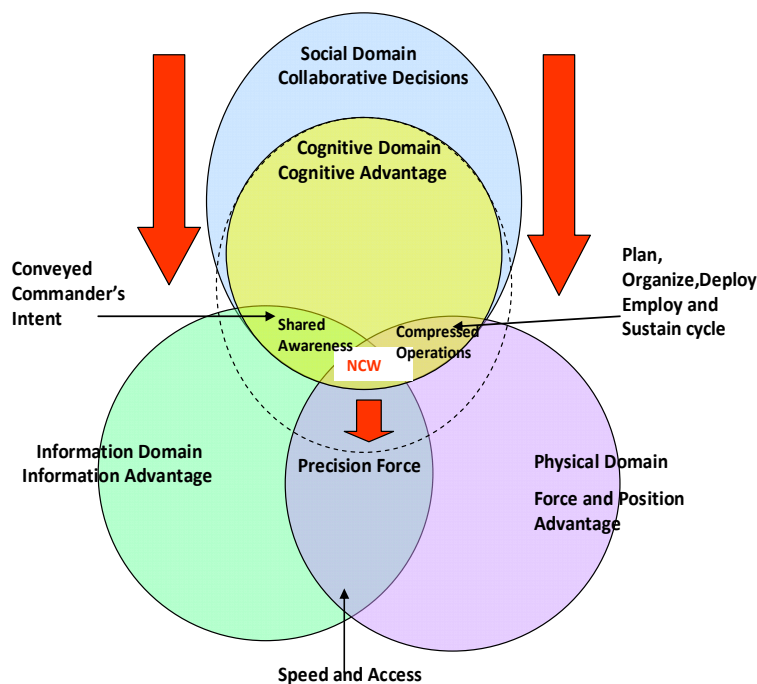 Social Domain
Collaborative Decisions
Cognitive Domain
Cognitive Advantage
Conveyed
Commander's
Intent
Plan,
Organize,Deploy
Employ and
Sustain cycle
Shared
Awareness
Compressed
Operations
NCW
Information Domain
Information Advantage
Precision Force
Physical Domain
Force and Position
Advantage
Speed and Access